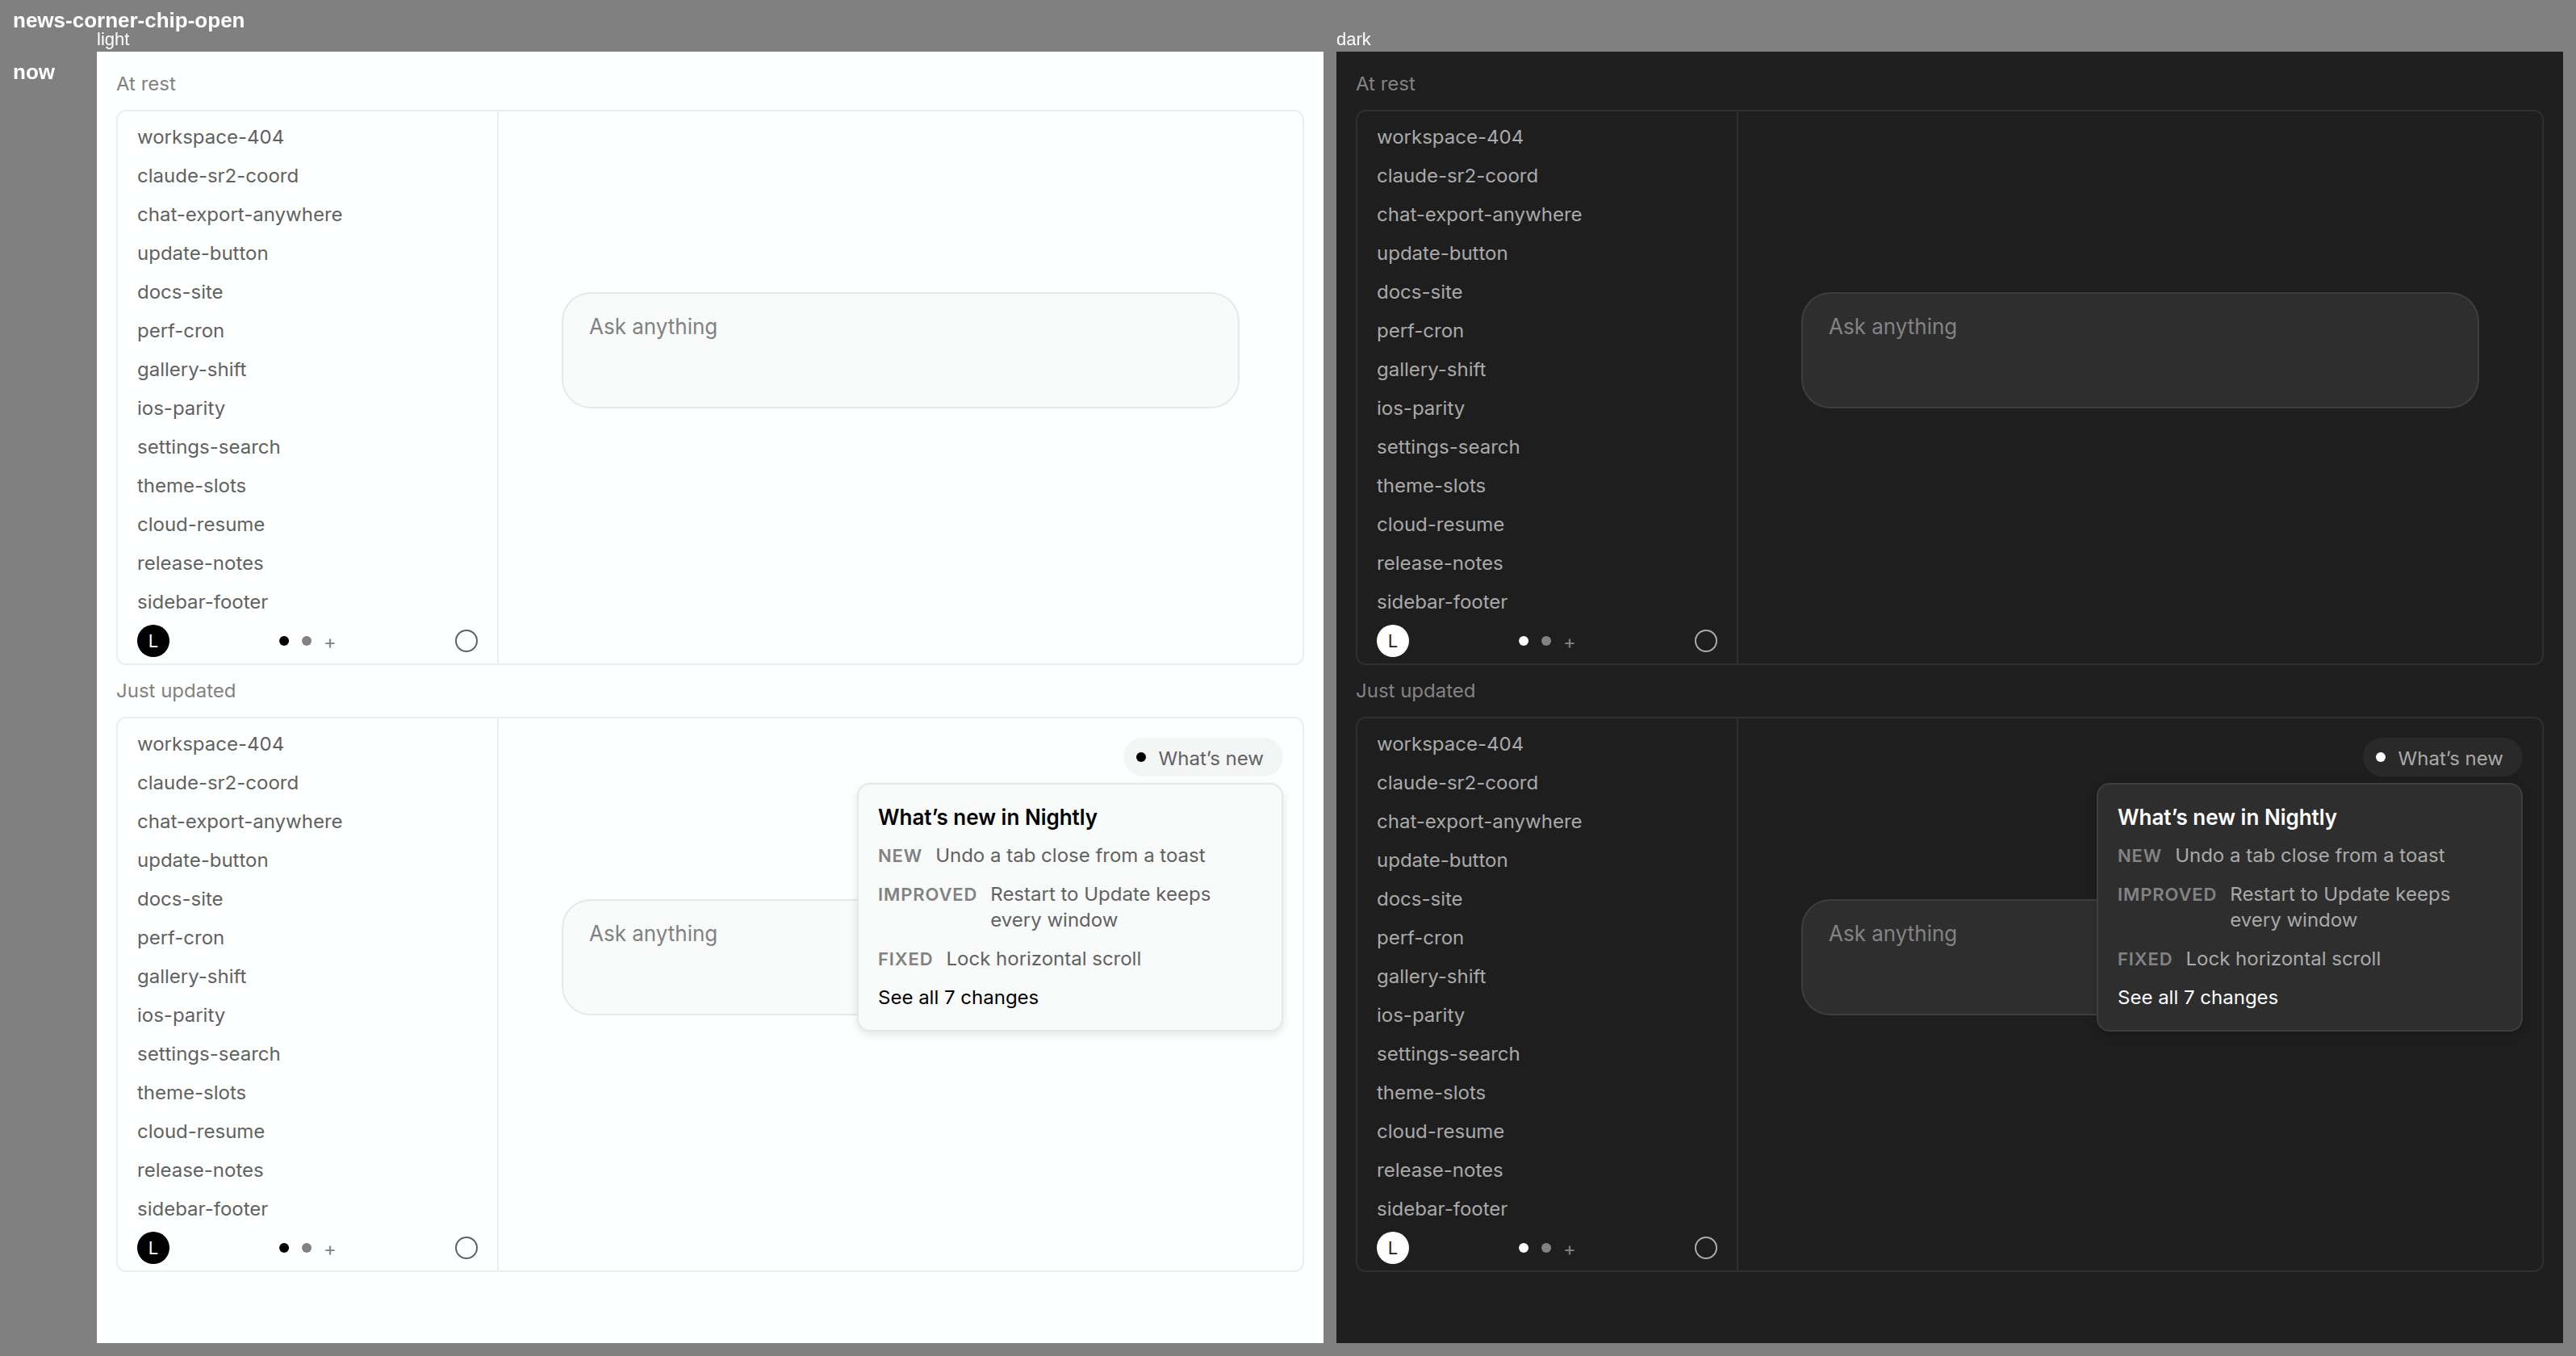 news-corner-chip-open
now
light
At rest
workspace-404
claude-sr2-coord
chat-export-anywhere
update-button
docs-site
perf-cron
gallery-shift
ios-parity
settings-search
theme-slots
cloud-resume
release-notes
sidebar-footer
L
+
Ask anything
Just updated
workspace-404
claude-sr2-coord
chat-export-anywhere
update-button
docs-site
perf-cron
gallery-shift
ios-parity
settings-search
theme-slots
cloud-resume
release-notes
sidebar-footer
L
+
Ask anything
What’s new
What’s new in Nightly
NEW Undo a tab close from a toast
IMPROVED Restart to Update keeps
every window
FIXED Lock horizontal scroll
See all 7 changes
dark
At rest
workspace-404
claude-sr2-coord
chat-export-anywhere
update-button
docs-site
perf-cron
gallery-shift
ios-parity
settings-search
theme-slots
cloud-resume
release-notes
sidebar-footer
L
+
Ask anything
Just updated
workspace-404
claude-sr2-coord
chat-export-anywhere
update-button
docs-site
perf-cron
gallery-shift
ios-parity
settings-search
theme-slots
cloud-resume
release-notes
sidebar-footer
L
+
Ask anything
What’s new
What’s new in Nightly
NEW Undo a tab close from a toast
IMPROVED Restart to Update keeps
every window
FIXED Lock horizontal scroll
See all 7 changes